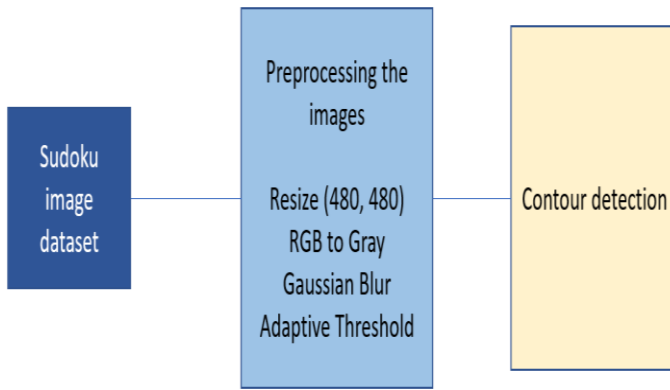 Sudoku
image
dataset
Preprocessing the
images
Resize (480, 480)
RGB to Gray
Gaussian Blur
Adaptive Threshold
Contour detection